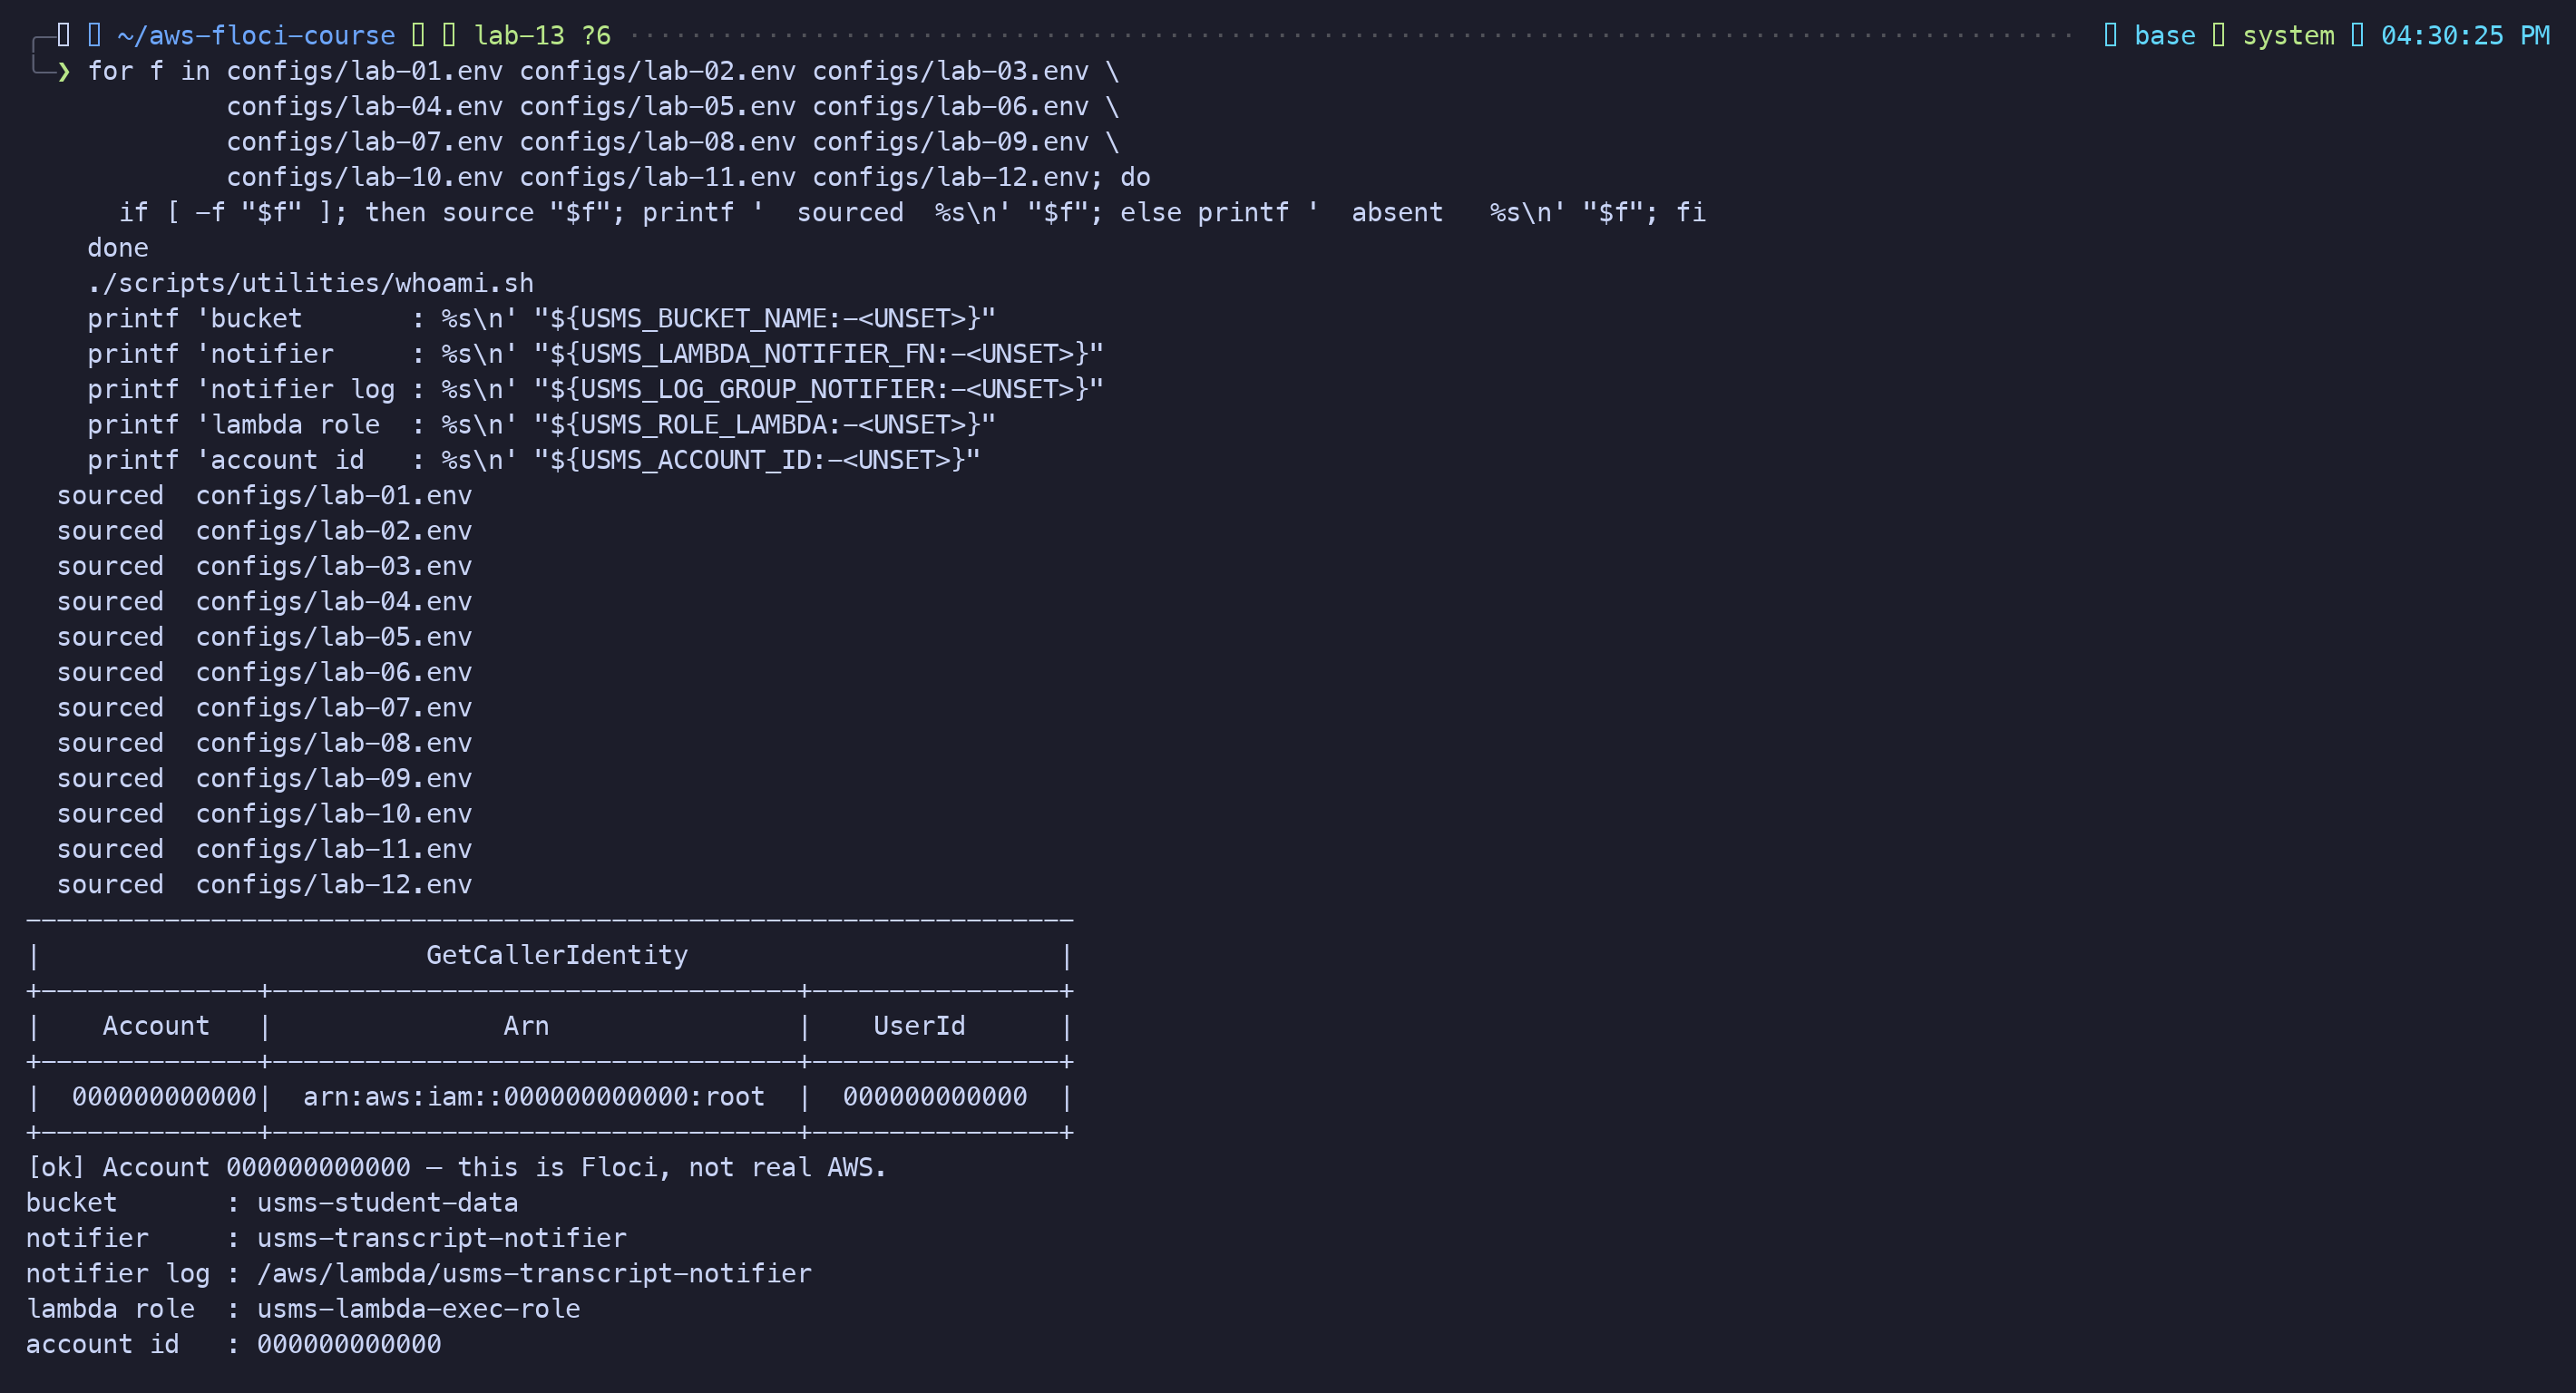 ~/aws-floci-course lab-13 ?6 base system 04:30:25 PM
❯ for f in configs/lab-01.env configs/lab-02.env configs/lab-03.env \
configs/lab-04.env configs/lab-05.env configs/lab-06.env \
configs/lab-07.env configs/lab-08.env configs/lab-09.env \
configs/lab-10.env configs/lab-11.env configs/lab-12.env; do
if [ -f "$f" ]; then source "$f"; printf '  sourced  %s\n' "$f"; else printf '  absent   %s\n' "$f"; fi
done
./scripts/utilities/whoami.sh
printf 'bucket       : %s\n' "${USMS_BUCKET_NAME:-<UNSET>}"
printf 'notifier     : %s\n' "${USMS_LAMBDA_NOTIFIER_FN:-<UNSET>}"
printf 'notifier log : %s\n' "${USMS_LOG_GROUP_NOTIFIER:-<UNSET>}"
printf 'lambda role  : %s\n' "${USMS_ROLE_LAMBDA:-<UNSET>}"
printf 'account id   : %s\n' "${USMS_ACCOUNT_ID:-<UNSET>}"
sourced  configs/lab-01.env
sourced  configs/lab-02.env
sourced  configs/lab-03.env
sourced  configs/lab-04.env
sourced  configs/lab-05.env
sourced  configs/lab-06.env
sourced  configs/lab-07.env
sourced  configs/lab-08.env
sourced  configs/lab-09.env
sourced  configs/lab-10.env
sourced  configs/lab-11.env
sourced  configs/lab-12.env
--------------------------------------------------------------------
|                         GetCallerIdentity                        |
+--------------+----------------------------------+----------------+
|    Account   |               Arn                |    UserId      |
+--------------+----------------------------------+----------------+
|  000000000000|  arn:aws:iam::000000000000:root  |  000000000000  |
+--------------+----------------------------------+----------------+
[ok] Account 000000000000 — this is Floci, not real AWS.
bucket       : usms-student-data
notifier     : usms-transcript-notifier
notifier log : /aws/lambda/usms-transcript-notifier
lambda role  : usms-lambda-exec-role
account id   : 000000000000